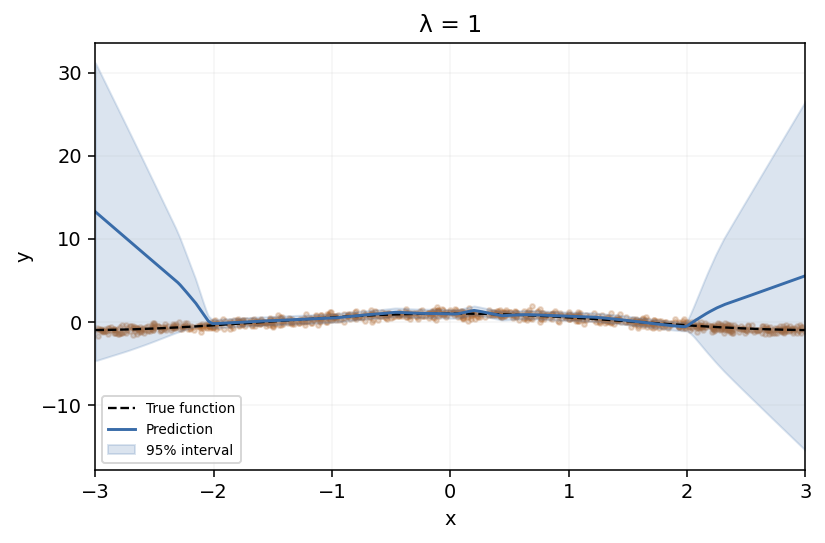 λ = 1
y
30
20
10
0
−10
True function
Prediction
95% interval
−3 −2 −1 0 1 2 3
x